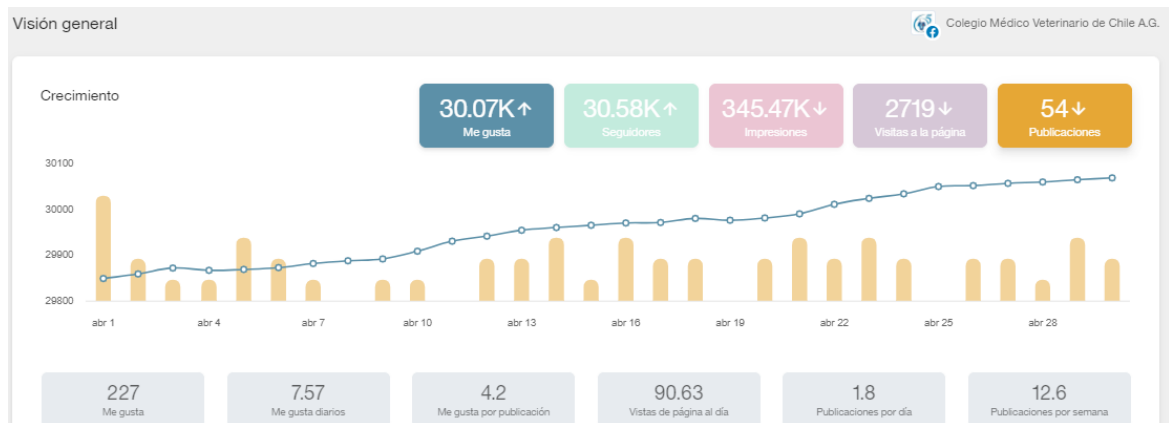 Visión general
Colegio Médico Veterinario de Chile A.G.
Crecimiento
30.07K↑
Me gusta
30.58K↑
Seguidores
345.47K↓
Impresiones
2719↓
Visitas a la página
54↓
Publicaciones
30100
30000
29900
29800
abr 1 abr 4 abr 7 abr 10 abr 13 abr 16 abr 19 abr 22 abr 25 abr 28
227
Me gusta
7.57
Me gusta diarios
4.2
Me gusta por publicación
90.63
Vistas de página al día
1.8
Publicaciones por día
12.6
Publicaciones por semana